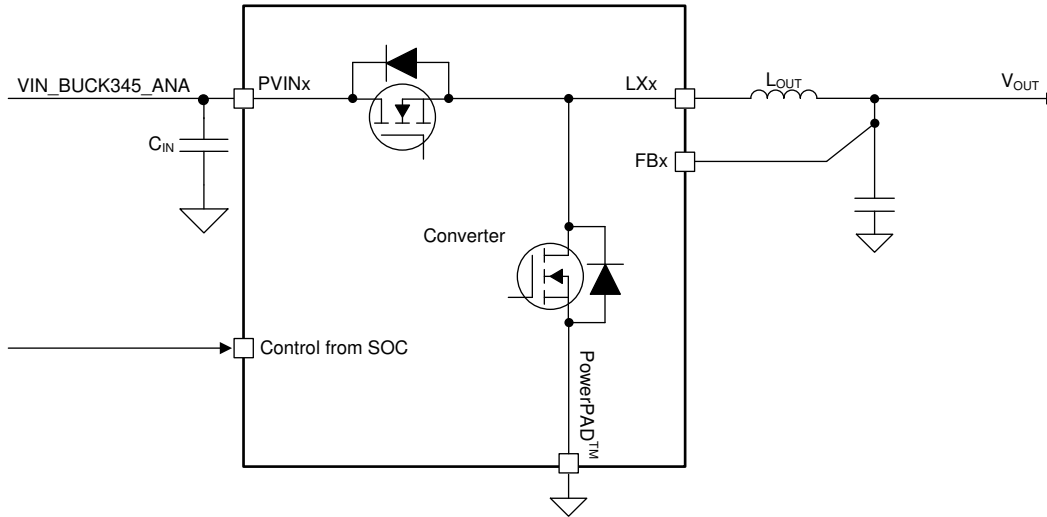 VIN_BUCK345_ANA
PVINx
LXx
LOUT
VOUT
CIN
FBx
Converter
Control from SOC
PowerPAD™